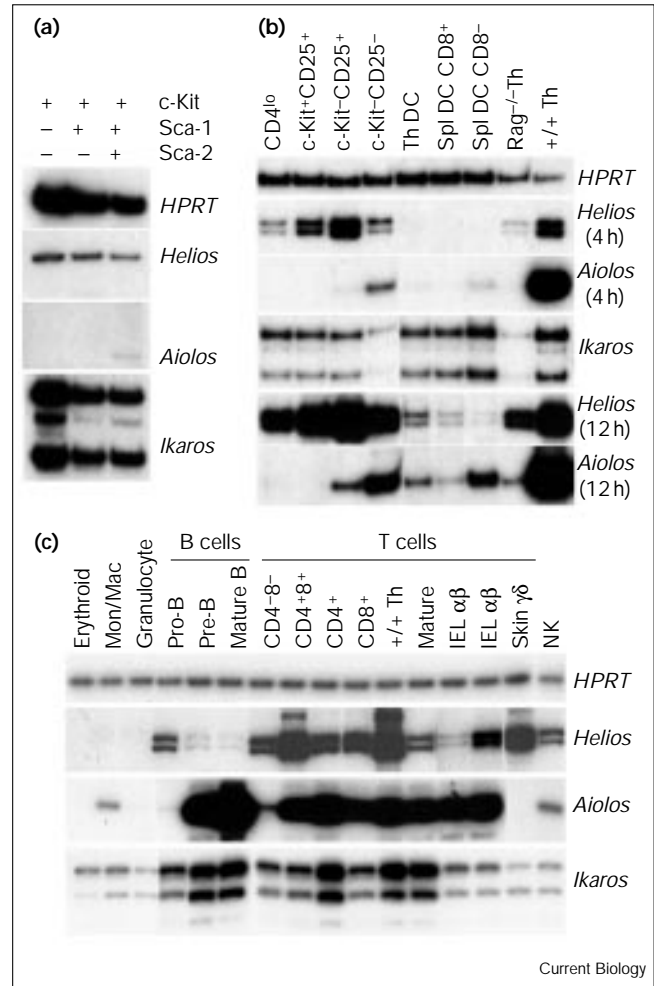 (a)
+ + + c-Kit
– + + Sca-1
– – + Sca-2
HPRT
Helios
Aiolos
Ikaros
(b)
CD4lo
c-Kit+CD25+
c-Kit–CD25+
c-Kit–CD25–
Th DC
Spl DC CD8+
Spl DC CD8–
Rag–/–Th
+/+ Th
HPRT
Helios
(4 h)
Aiolos
(4 h)
Ikaros
Helios
(12 h)
Aiolos
(12 h)
(c)
B cells
T cells
Erythroid
Mon/Mac
Granulocyte
Pro-B
Pre-B
Mature B
CD4–8–
CD4+8+
CD4+
CD8+
+/+ Th
Mature
IEL αβ
IEL αβ
Skin γδ
NK
HPRT
Helios
Aiolos
Ikaros
Current Biology